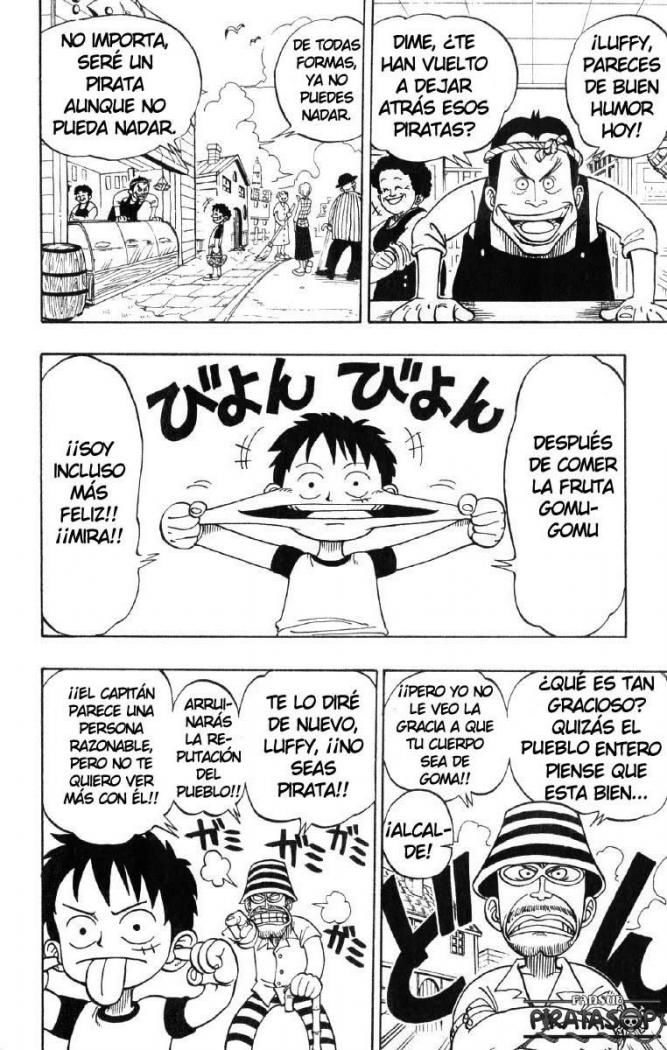 ¡LUFFY,
PARECES
DE BUEN
HUMOR
HOY!
DIME, ¿TE
HAN VUELTO
A DEJAR
ATRÁS ESOS
PIRATAS?
DE TODAS
FORMAS,
YA NO
PUEDES
NADAR.
NO IMPORTA,
SERÉ UN
PIRATA
AUNQUE NO
PUEDA NADAR.
びよん びよん
DESPUÉS
DE COMER
LA FRUTA
GOMU-
GOMU
¡¡SOY
INCLUSO
MÁS
FELIZ!!
¡¡MIRA!!
¿QUÉ ES TAN
GRACIOSO?
QUIZÁS EL
PUEBLO ENTERO
PIENSE QUE
ESTA BIEN...
¡¡PERO YO NO
LE VEO LA
GRACIA A QUE
TU CUERPO
SEA DE
GOMA!!
¡ALCAL-
DE!
どん
TE LO DIRÉ
DE NUEVO,
LUFFY, ¡¡NO
SEAS
PIRATA!!
ARRUI-
NARÁS
LA RE-
PUTACIÓN
DEL
PUEBLO!!
¡¡EL CAPITÁN
PARECE UNA
PERSONA
RAZONABLE,
PERO NO TE
QUIERO VER
MÁS CON ÉL!!
ガミ
ガミ
ガミ
ガミ
FANSUB
PIRATASOP